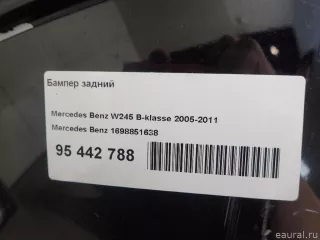 Бампер задний
Mercedes Benz W245 B-klasse 2005-2011
Mercedes Benz 1698851638
95 442 788
eaural.ru